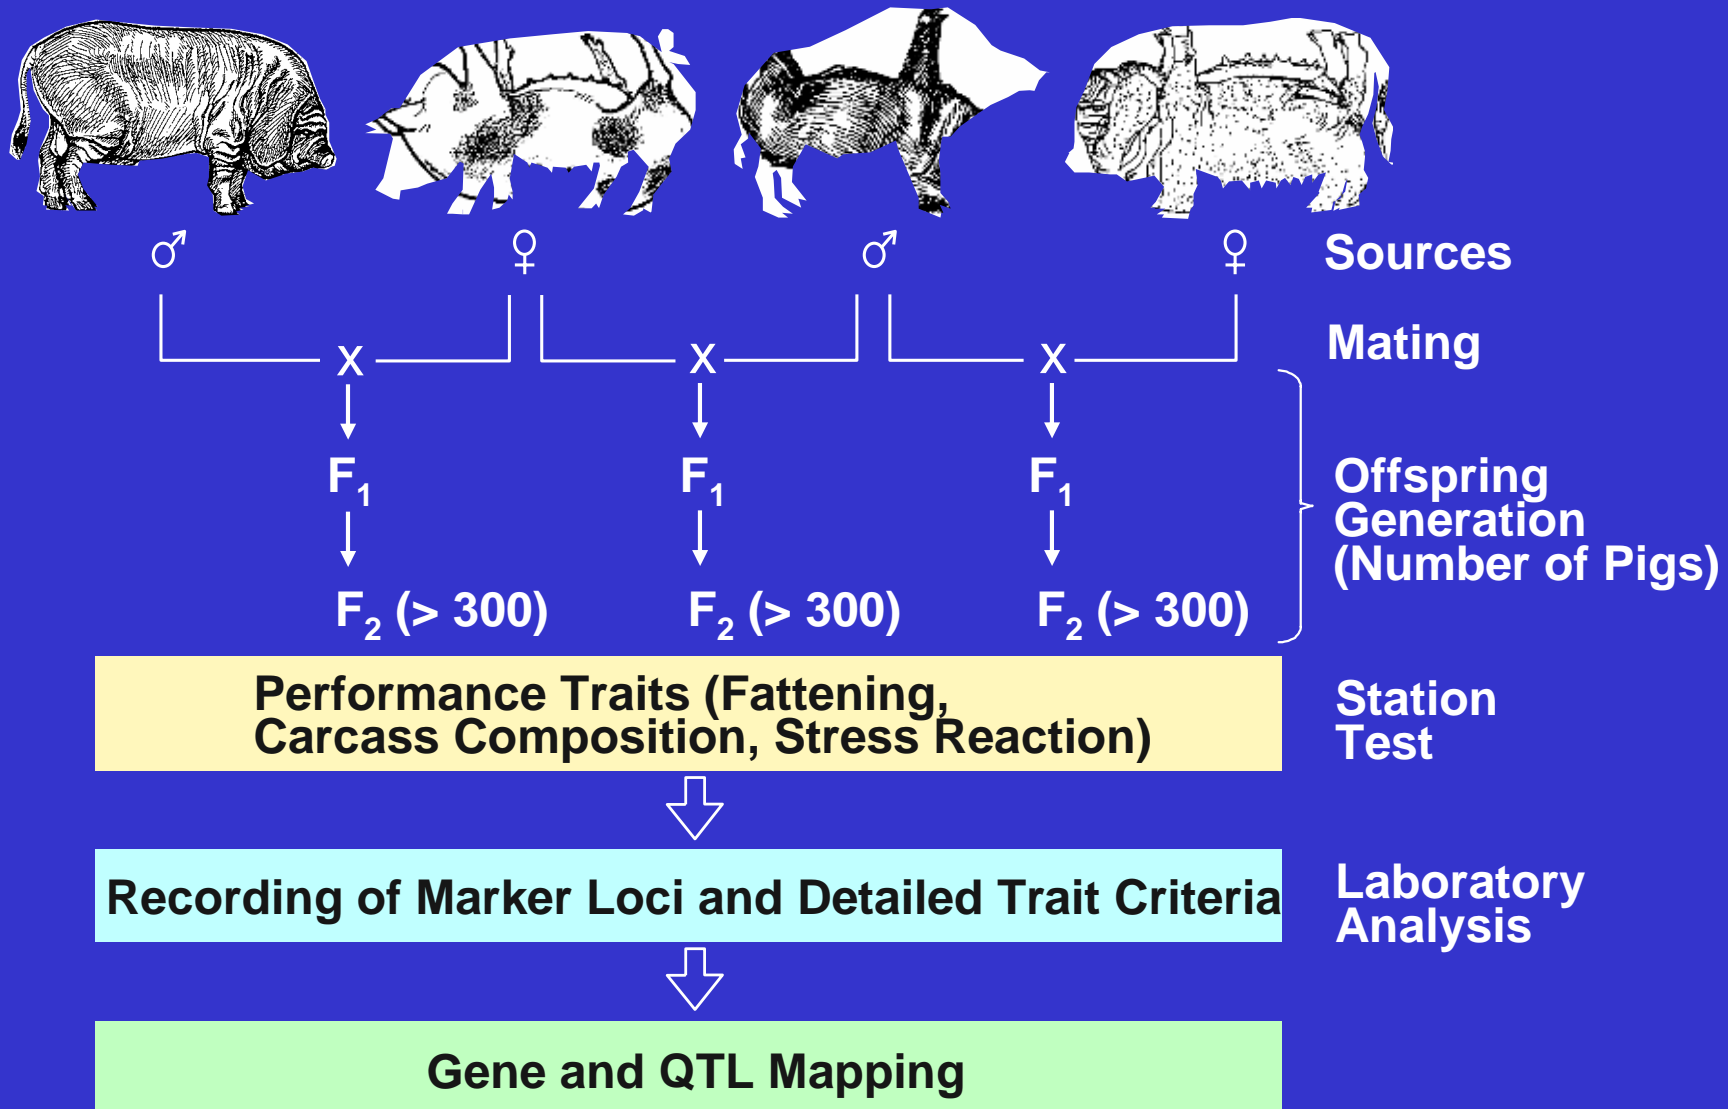 ♂ ♀ ♂ ♀ Sources
Mating
X X X
F1 F1 F1
Offspring
Generation
(Number of Pigs)
F2 (> 300) F2 (> 300) F2 (> 300)
Performance Traits (Fattening,
Carcass Composition, Stress Reaction)
Station
Test
Recording of Marker Loci and Detailed Trait Criteria
Laboratory
Analysis
Gene and QTL Mapping